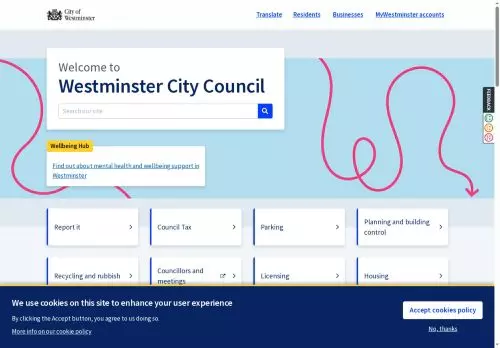 City of
Westminster
Translate
Residents
Businesses
MyWestminster accounts
Welcome to
Westminster City Council
Search our site
FEEDBACK
Wellbeing Hub
Find out about mental health and wellbeing support in
Westminster
Report it
Council Tax
Parking
Planning and building
control
Recycling and rubbish
Councillors and
meetings
Licensing
Housing
We use cookies on this site to enhance your user experience
By clicking the Accept button, you agree to us doing so.
More info on our cookie policy
Accept cookies policy
No, thanks